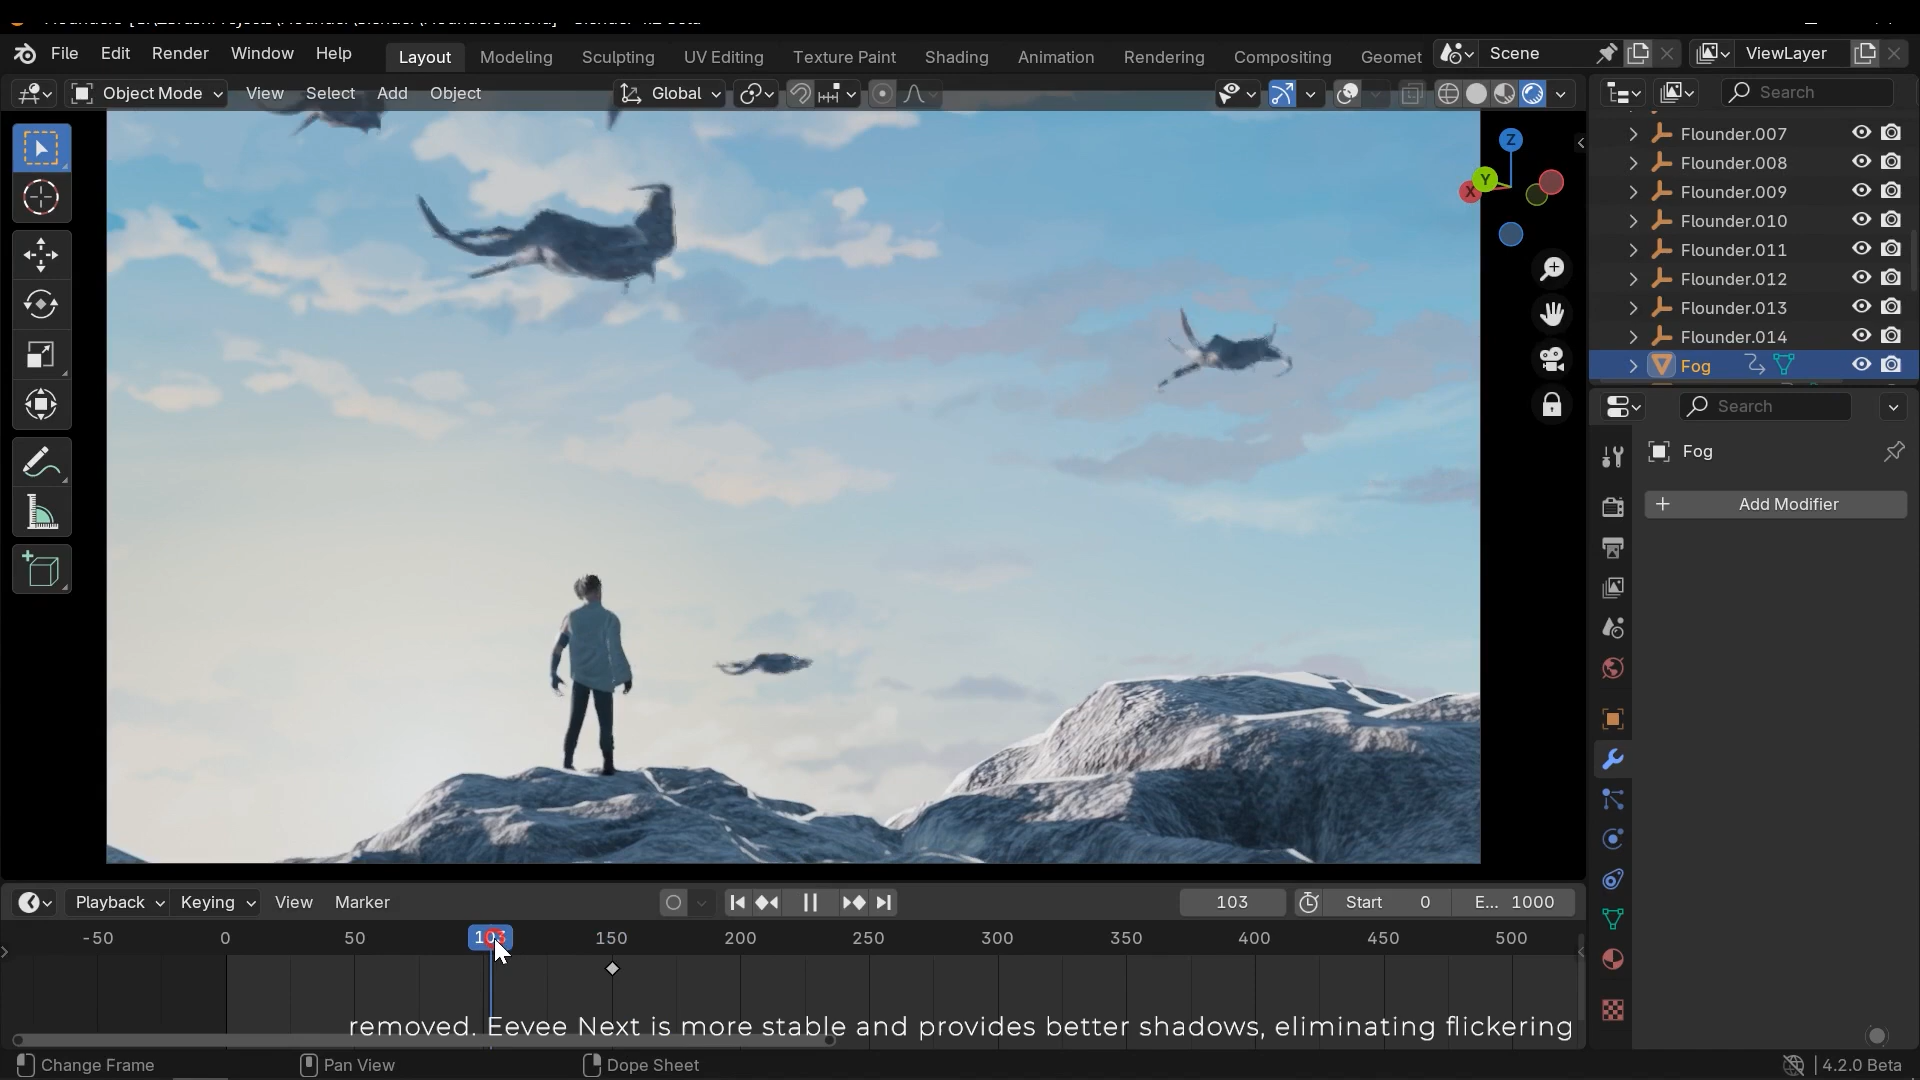 File Edit Render Window Help Layout Modeling Sculpting UV Editing Texture Paint Shading Animation Rendering Compositing Geomet Scene ViewLayer
Object Mode View Select Add Object Global Search
Z
Y
X
Flounder.007
Flounder.008
Flounder.009
Flounder.010
Flounder.011
Flounder.012
Flounder.013
Flounder.014
Fog
Search
Fog
Add Modifier
Playback Keying View Marker 103 Start 0 E... 1000
-50 0 50 103 150 200 250 300 350 400 450 500
removed. Eevee Next is more stable and provides better shadows, eliminating flickering
Change Frame Pan View Dope Sheet 4.2.0 Beta